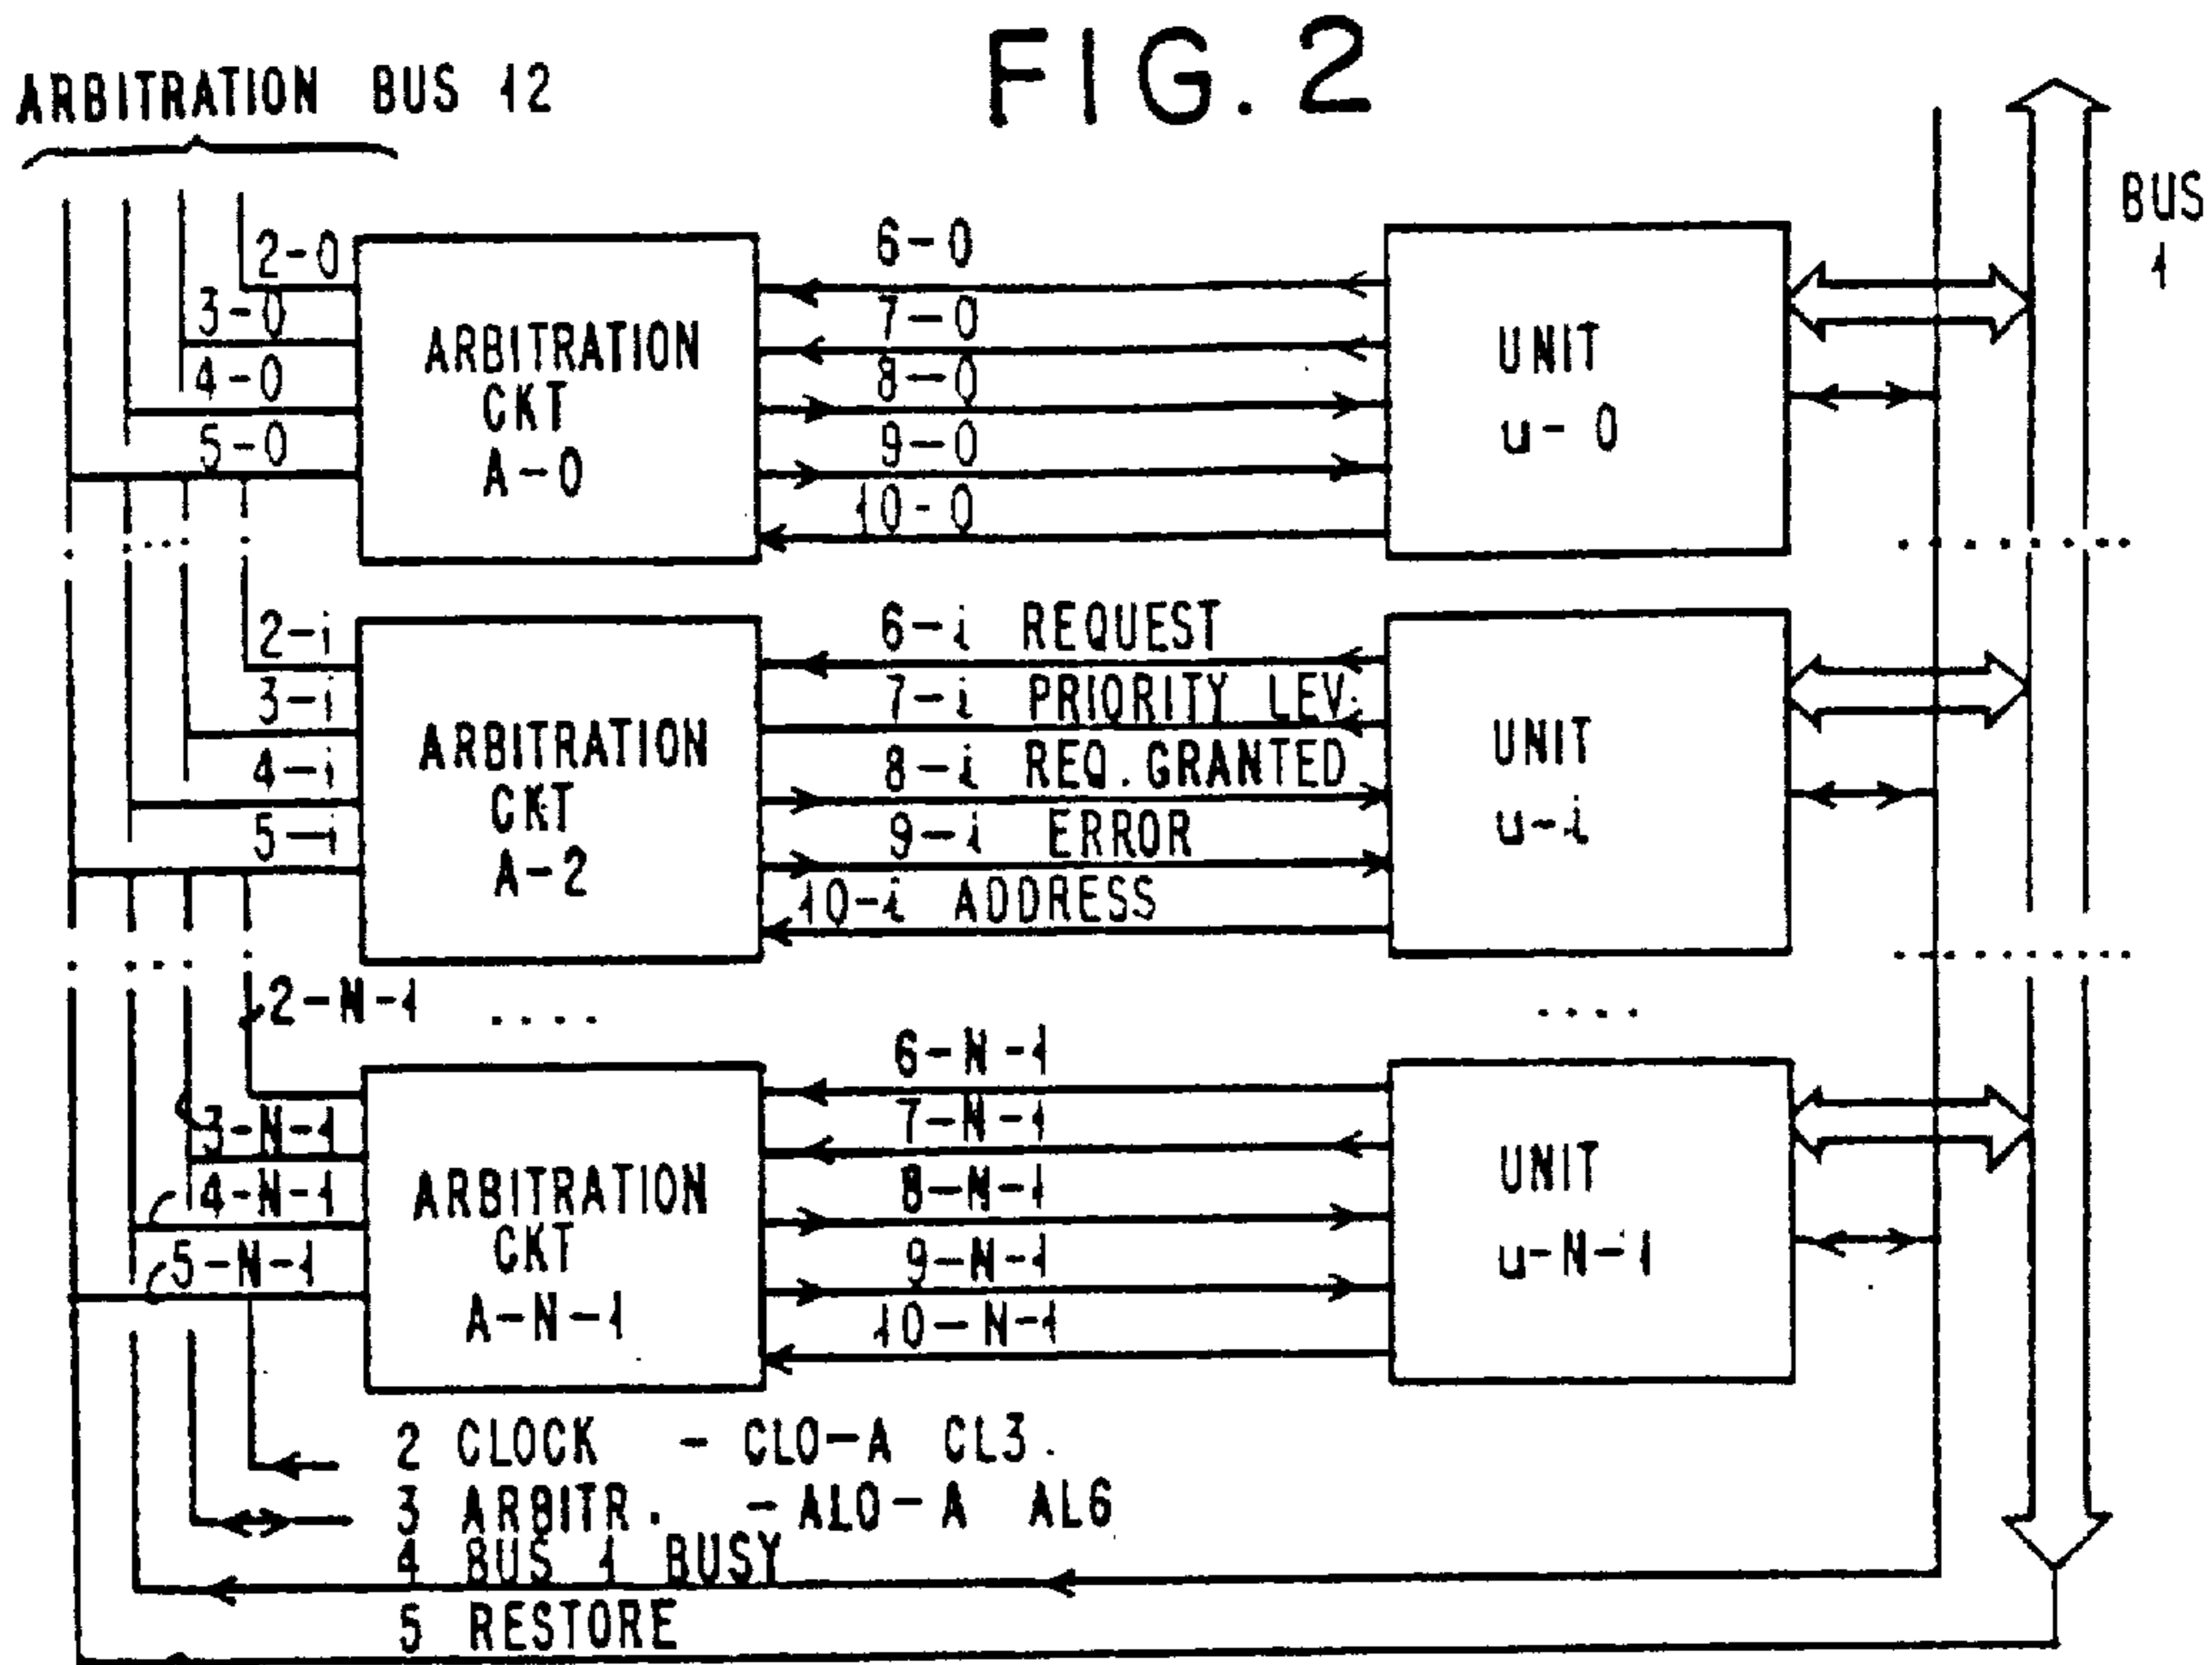 FIG. 2
ARBITRATION BUS 12
BUS
1
2-0
3-0
4-0
5-0
ARBITRATION
CKT
A-0
6-0
7-0
8-0
9-0
10-0
UNIT
u-0
2-i
3-i
4-i
5-i
ARBITRATION
CKT
A-2
6-i REQUEST
7-i PRIORITY LEV.
8-i REQ. GRANTED
9-i ERROR
10-i ADDRESS
UNIT
u-i
2-N-1
3-N-1
4-N-1
5-N-1
ARBITRATION
CKT
A-N-1
6-N-1
7-N-1
8-N-1
9-N-1
10-N-1
UNIT
u-N-1
2 CLOCK - CL0-A CL3.
3 ARBITR. - AL0-A AL6
4 BUS 1 BUSY
5 RESTORE